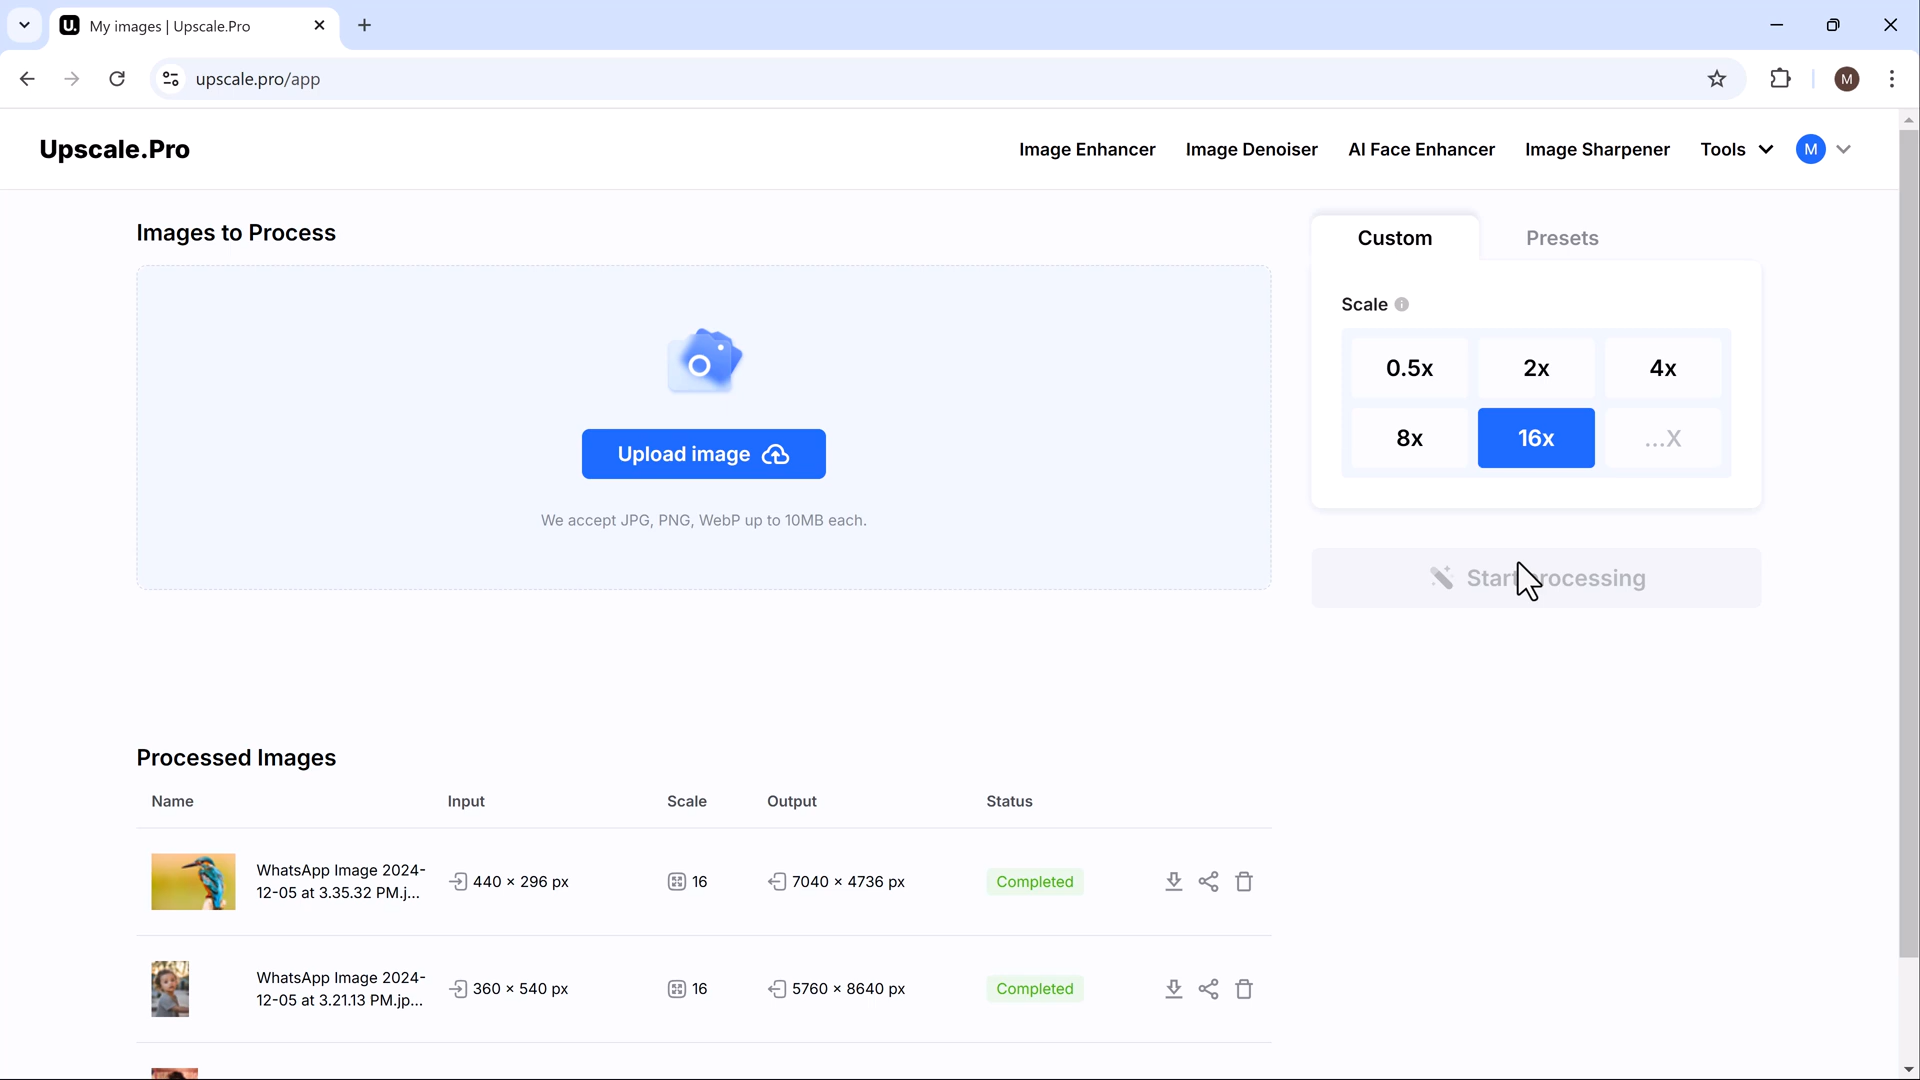 My images | Upscale.Pro
upscale.pro/app
M
Upscale.Pro
Image Enhancer
Image Denoiser
AI Face Enhancer
Image Sharpener
Tools
M
Images to Process
Upload image
We accept JPG, PNG, WebP up to 10MB each.
Custom
Presets
Scale
0.5x
2x
4x
8x
16x
...X
Start processing
Processed Images
Name
Input
Scale
Output
Status
WhatsApp Image 2024-
12-05 at 3.35.32 PM.j...
440 × 296 px
16
7040 × 4736 px
Completed
WhatsApp Image 2024-
12-05 at 3.21.13 PM.jp...
360 × 540 px
16
5760 × 8640 px
Completed